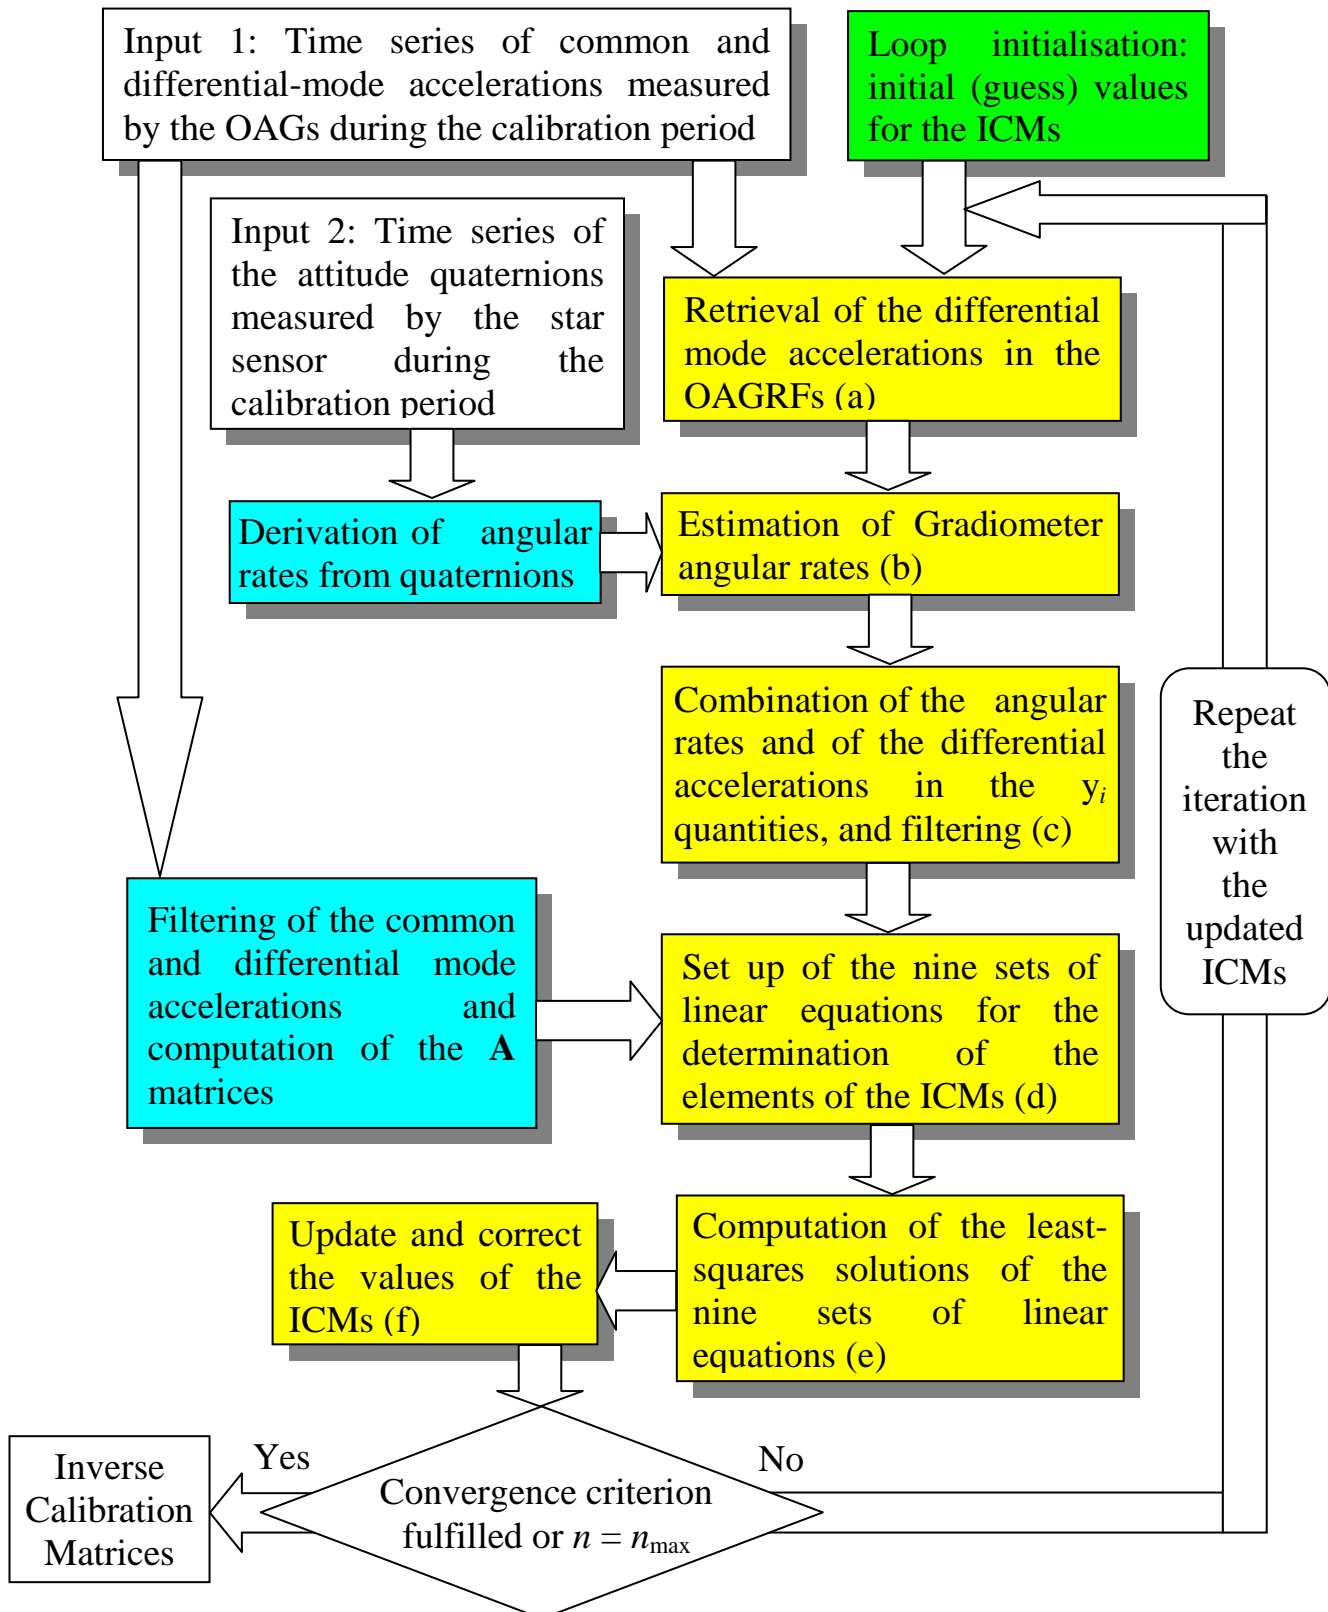 Input 1: Time series of common and
differential-mode accelerations measured
by the OAGs during the calibration period
Loop initialisation:
initial (guess) values
for the ICMs
Input 2: Time series of
the attitude quaternions
measured by the star
sensor during the
calibration period
Retrieval of the differential
mode accelerations in the
OAGRFs (a)
Derivation of angular
rates from quaternions
Estimation of Gradiometer
angular rates (b)
Combination of the angular
rates and of the differential
accelerations in the yᵢ
quantities, and filtering (c)
Repeat
the
iteration
with
the
updated
ICMs
Filtering of the common
and differential mode
accelerations and
computation of the A
matrices
Set up of the nine sets of
linear equations for the
determination of the
elements of the ICMs (d)
Update and correct
the values of the
ICMs (f)
Computation of the least-
squares solutions of the
nine sets of linear
equations (e)
Yes
No
Inverse
Calibration
Matrices
Convergence criterion
fulfilled or n = nmax